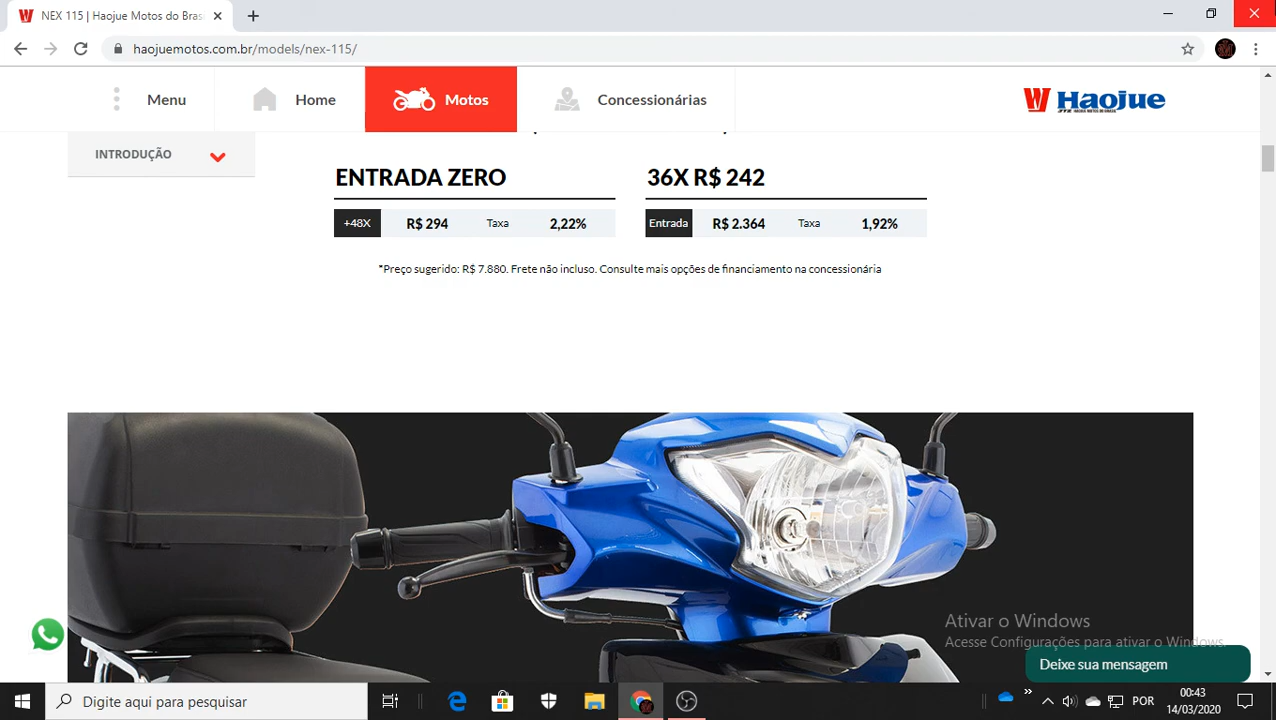 NEX 115 | Haojue Motos do Bras
haojuemotos.com.br/models/nex-115/
Menu
Home
Motos
Concessionárias
Haojue
INTRODUÇÃO
ENTRADA ZERO
+48X R$ 294 Taxa 2,22%
36X R$ 242
Entrada R$ 2.364 Taxa 1,92%
*Preço sugerido: R$ 7.880. Frete não incluso. Consulte mais opções de financiamento na concessionária
Ativar o Windows
Acesse Configurações para ativar o Windows.
Deixe sua mensagem
Digite aqui para pesquisar
POR
00:43
14/03/2020